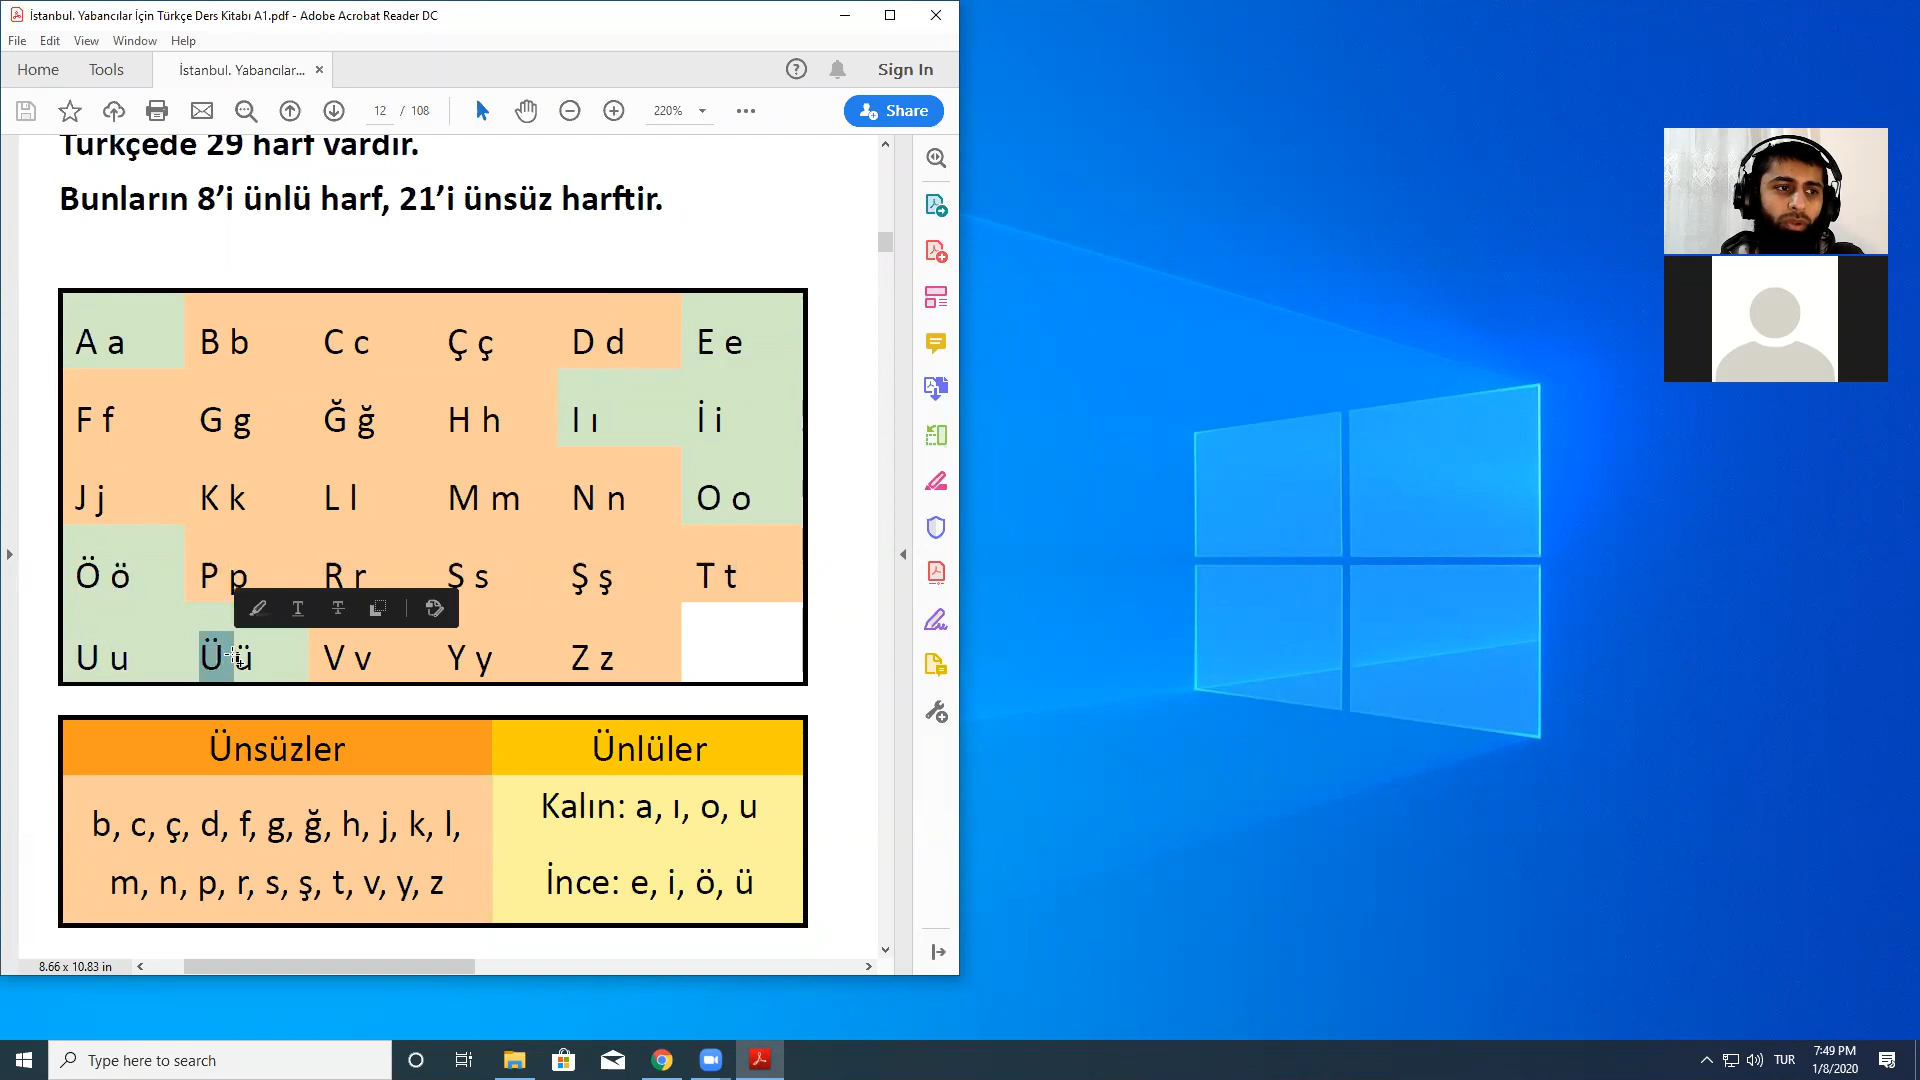 İstanbul. Yabancılar İçin Türkçe Ders Kitabı A1.pdf - Adobe Acrobat Reader DC
File Edit View Window Help
Home Tools İstanbul. Yabancılar... × Sign In
12 / 108 220% Share
Türkçede 29 harf vardır.
Bunların 8’i ünlü harf, 21’i ünsüz harftir.
A a B b C c Ç ç D d E e
F f G g Ğ ğ H h I ı İ i
J j K k L l M m N n O o
Ö ö P p R r S s Ş ş T t
U u Ü ü V v Y y Z z
Ünsüzler Ünlüler
b, c, ç, d, f, g, ğ, h, j, k, l,
m, n, p, r, s, ş, t, v, y, z
Kalın: a, ı, o, u
İnce: e, i, ö, ü
8.66 x 10.83 in
Type here to search
TUR 7:49 PM
1/8/2020